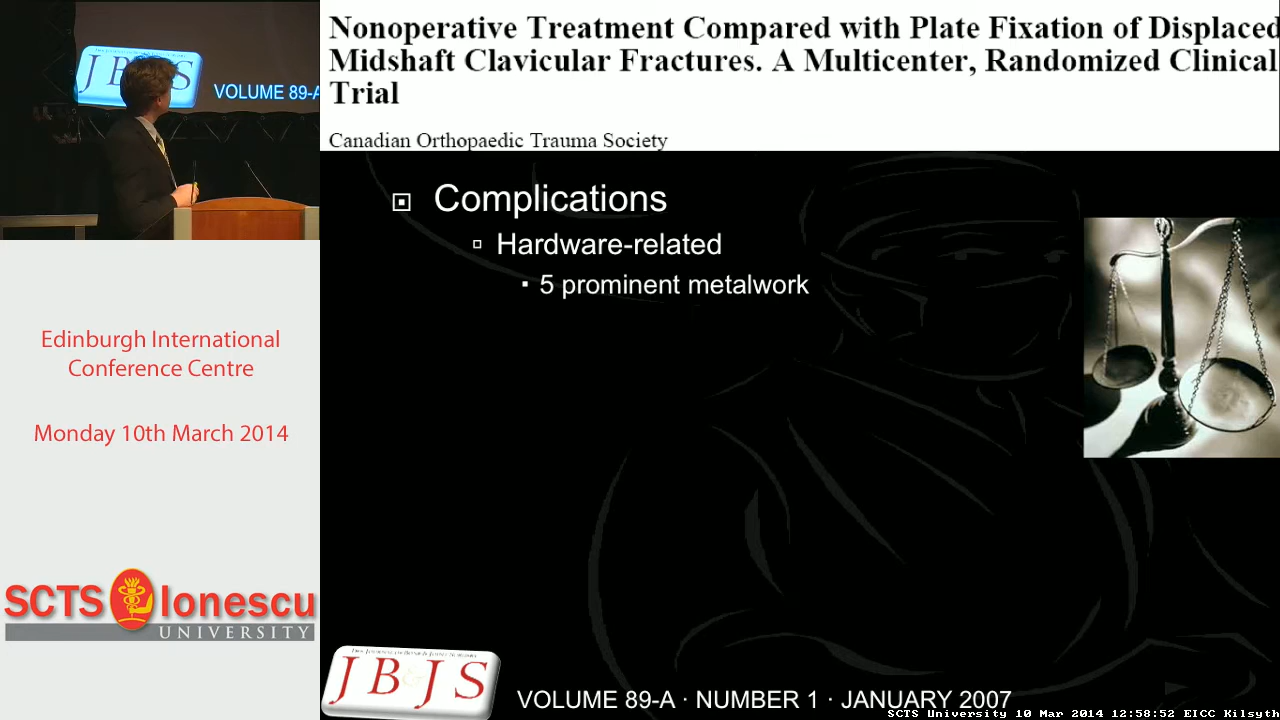 JBJS
VOLUME 89-A
Nonoperative Treatment Compared with Plate Fixation of Displaced
Midshaft Clavicular Fractures. A Multicenter, Randomized Clinical
Trial
Canadian Orthopaedic Trauma Society
Complications
Hardware-related
5 prominent metalwork
Edinburgh International
Conference Centre
Monday 10th March 2014
SCTS Ionescu
UNIVERSITY
JB&JS
VOLUME 89-A · NUMBER 1 · JANUARY 2007
SCTS University 10 Mar 2014 12:58:52 EICC Kilsyth